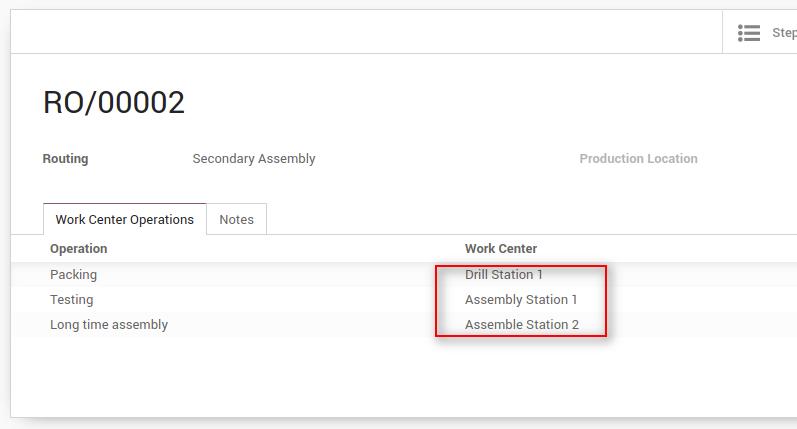 Step
RO/00002
Routing Secondary Assembly Production Location
Work Center Operations Notes
Operation Work Center
Packing Drill Station 1
Testing Assembly Station 1
Long time assembly Assemble Station 2